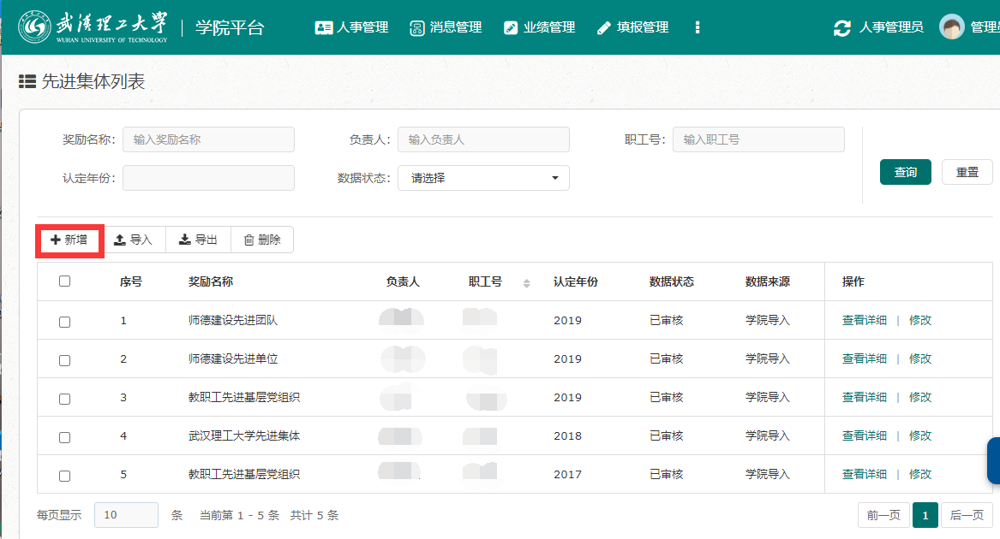 武漢理工大学
WUHAN UNIVERSITY OF TECHNOLOGY
学院平台
人事管理
消息管理
业绩管理
填报管理
人事管理员
管理员
先进集体列表
奖励名称: 输入奖励名称 负责人: 输入负责人 职工号: 输入职工号
认定年份: 数据状态: 请选择
查询 重置
新增 导入 导出 删除
序号 奖励名称 负责人 职工号 认定年份 数据状态 数据来源 操作
1 师德建设先进团队 2019 已审核 学院导入 查看详细 | 修改
2 师德建设先进单位 2019 已审核 学院导入 查看详细 | 修改
3 教职工先进基层党组织 2019 已审核 学院导入 查看详细 | 修改
4 武汉理工大学先进集体 2018 已审核 学院导入 查看详细 | 修改
5 教职工先进基层党组织 2017 已审核 学院导入 查看详细 | 修改
每页显示 10 条 当前第 1 - 5 条 共计 5 条
前一页 1 后一页